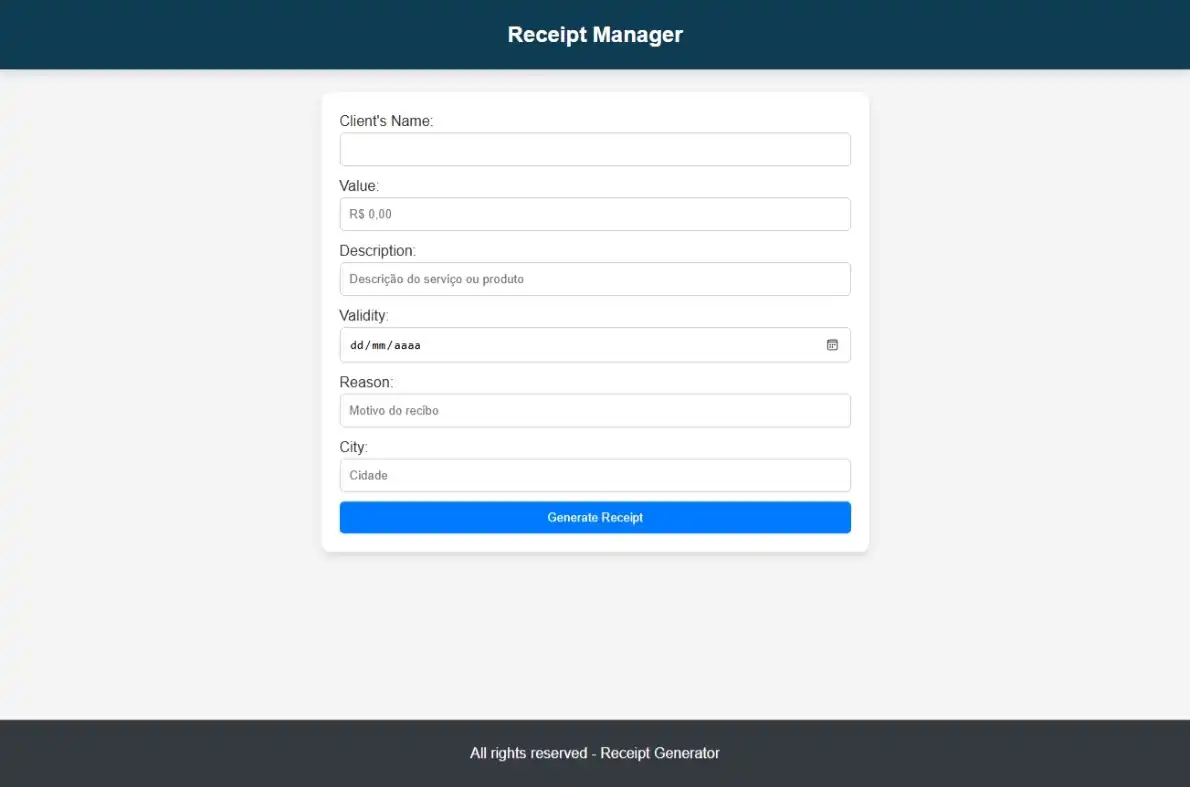 Receipt Manager
Client's Name:
Value:
R$ 0,00
Description:
Descrição do serviço ou produto
Validity:
dd/mm/aaaa
Reason:
Motivo do recibo
City:
Cidade
Generate Receipt
All rights reserved - Receipt Generator